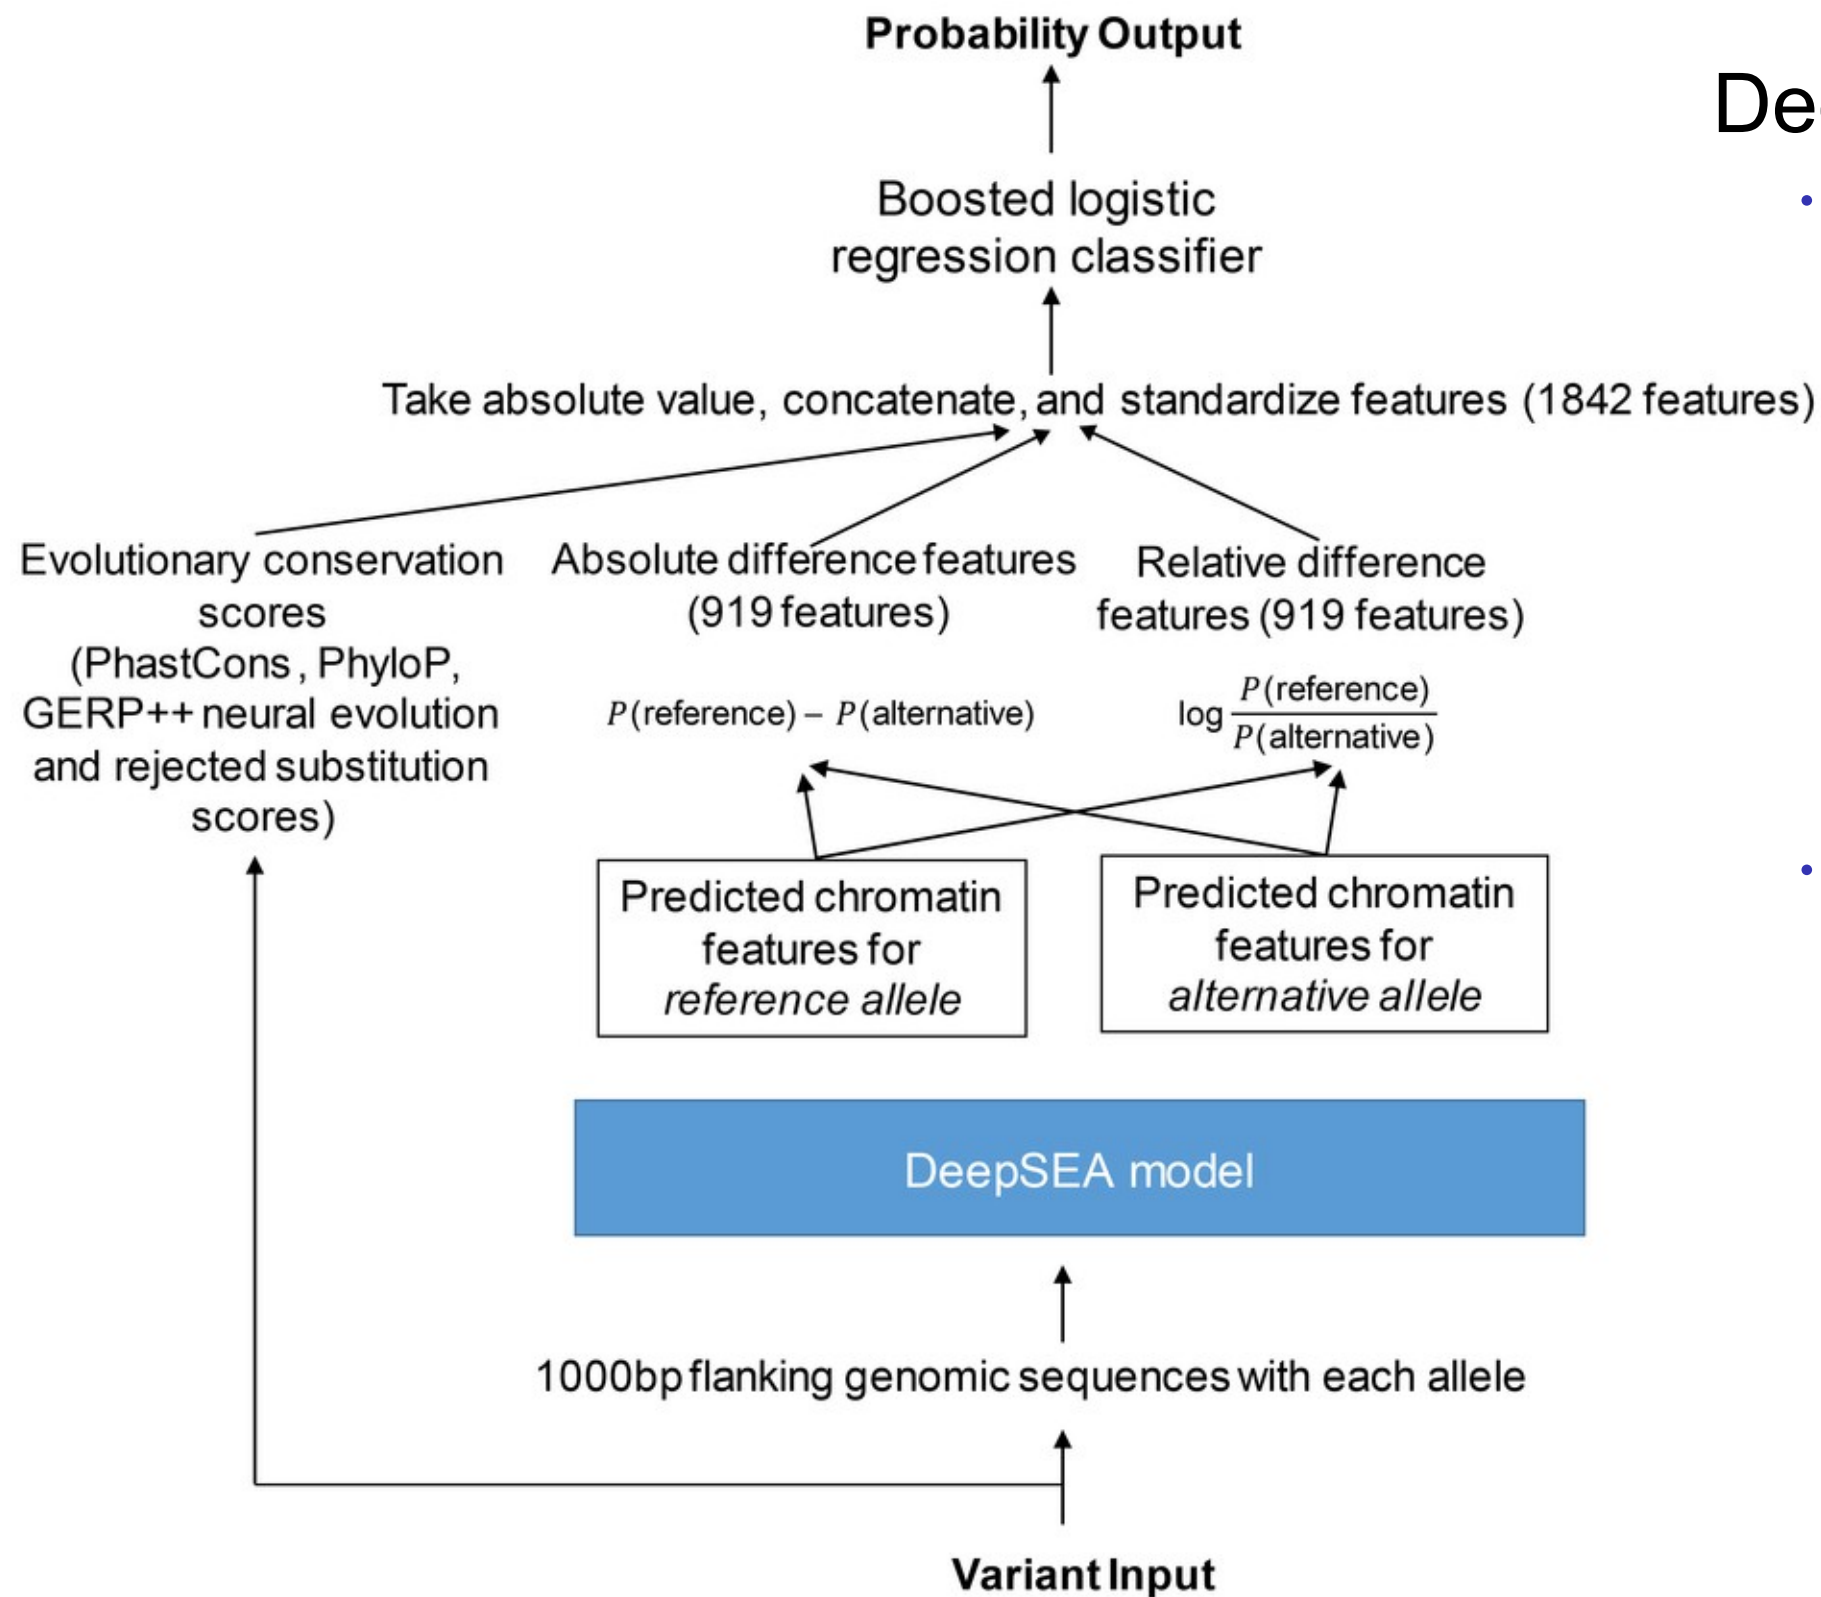 Probability Output
Boosted logistic
regression classifier
Take absolute value, concatenate, and standardize features (1842 features)
Evolutionary conservation
scores
(PhastCons, PhyloP,
GERP++ neural evolution
and rejected substitution
scores)
Absolute difference features
(919 features)
P(reference) – P(alternative)
Relative difference
features (919 features)
log P(reference)
P(alternative)
Predicted chromatin
features for
reference allele
Predicted chromatin
features for
alternative allele
DeepSEA model
1000bp flanking genomic sequences with each allele
Variant Input